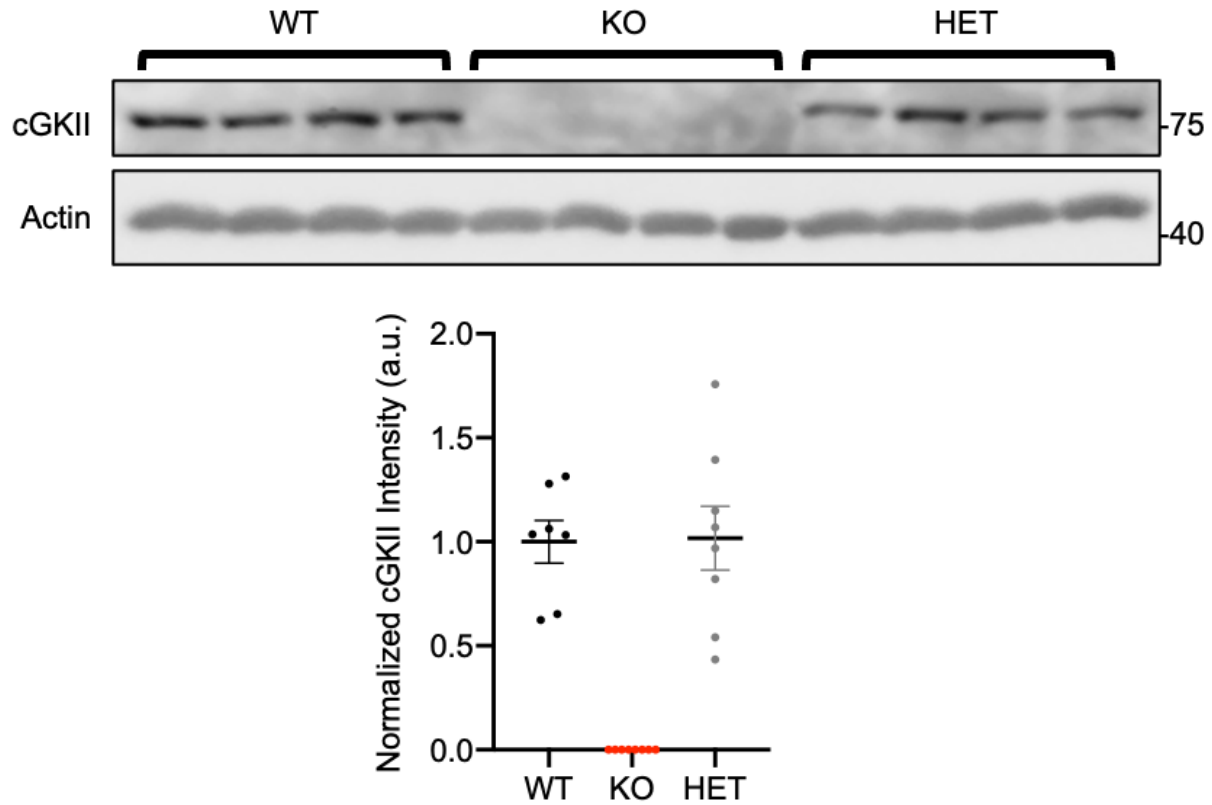 WT KO HET
cGKII -75
Actin -40
Normalized cGKII Intensity (a.u.)
2.0
1.5
1.0
0.5
0.0
WT KO HET